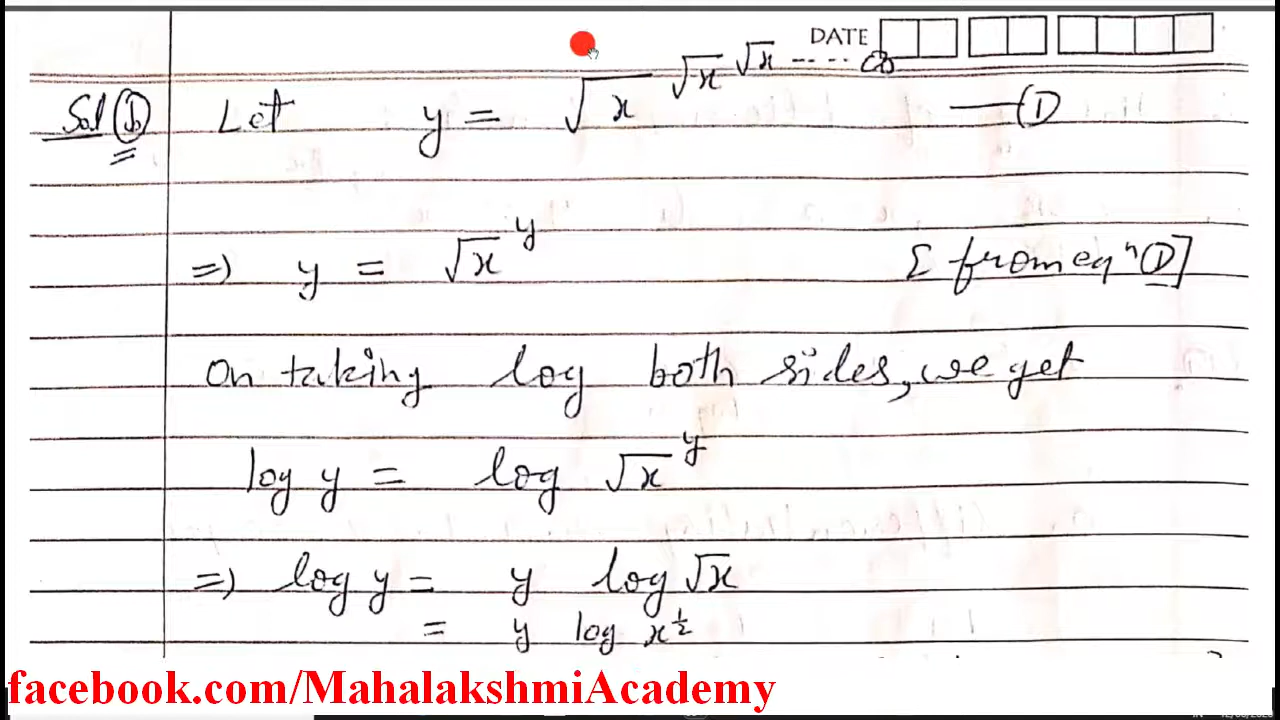 DATE
Sol ① Let y = √x^√x^√x ---- ∞ —①
=> y = √x^y [from eqⁿ ①]
On taking log both sides, we get
log y = log √x^y
=> log y = y log √x
= y log x^½
facebook.com/MahalakshmiAcademy